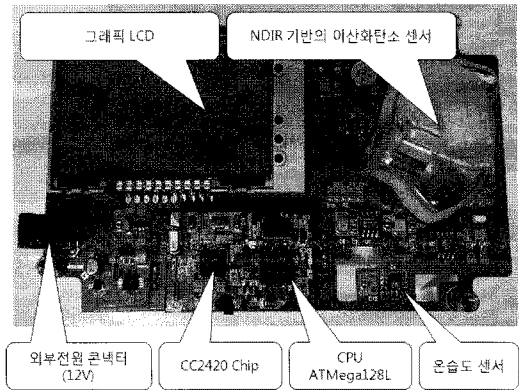 그래픽 LCD
NDIR 기반의 이산화탄소 센서
외부전원 콘넥터
(12V)
CC2420 Chip
CPU
ATMega128L
온습도 센서